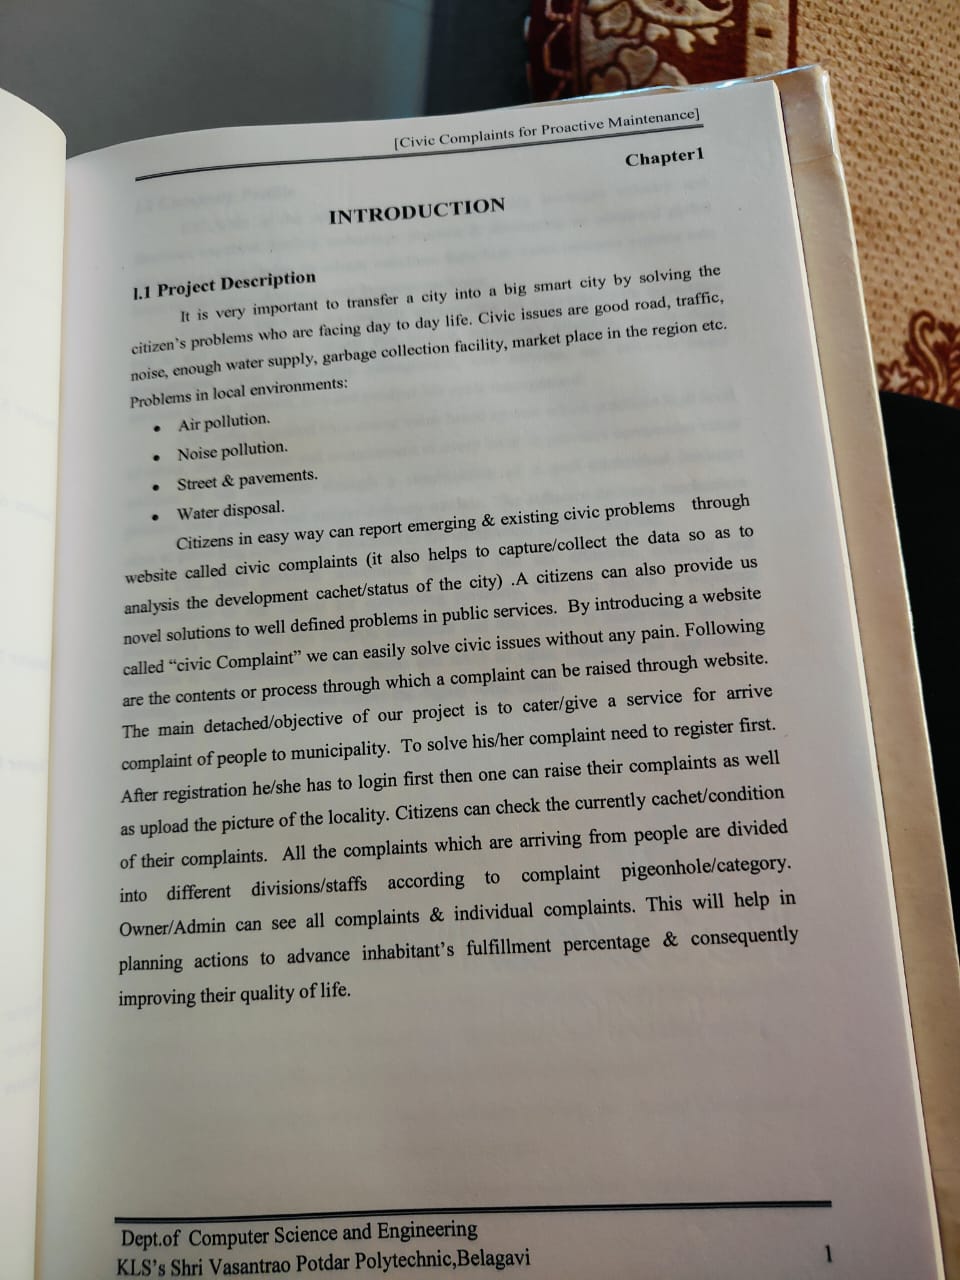 [Civic Complaints for Proactive Maintenance]
Chapter1
INTRODUCTION
1.1 Project Description
It is very important to transfer a city into a big smart city by solving the
citizen's problems who are facing day to day life. Civic issues are good road, traffic,
noise, enough water supply, garbage collection facility, market place in the region etc.
Problems in local environments:
• Air pollution.
• Noise pollution.
• Street & pavements.
• Water disposal.
Citizens in easy way can report emerging & existing civic problems through
website called civic complaints (it also helps to capture/collect the data so as to
analysis the development cachet/status of the city) .A citizens can also provide us
novel solutions to well defined problems in public services. By introducing a website
called “civic Complaint” we can easily solve civic issues without any pain. Following
are the contents or process through which a complaint can be raised through website.
The main detached/objective of our project is to cater/give a service for arrive
complaint of people to municipality. To solve his/her complaint need to register first.
After registration he/she has to login first then one can raise their complaints as well
as upload the picture of the locality. Citizens can check the currently cachet/condition
of their complaints. All the complaints which are arriving from people are divided
into different divisions/staffs according to complaint pigeonhole/category.
Owner/Admin can see all complaints & individual complaints. This will help in
planning actions to advance inhabitant's fulfillment percentage & consequently
improving their quality of life.
Dept.of Computer Science and Engineering
KLS's Shri Vasantrao Potdar Polytechnic,Belagavi
1